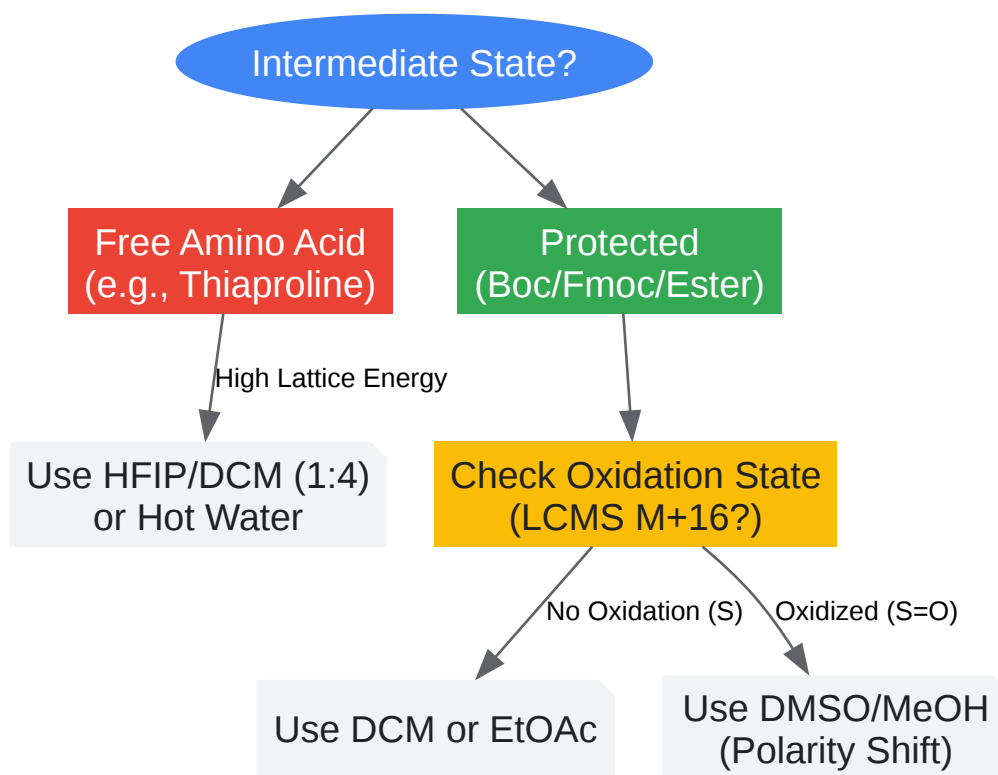 Intermediate State?
Free Amino Acid
(e.g., Thiaproline)
Protected
(Boc/Fmoc/Ester)
High Lattice Energy
Use HFIP/DCM (1:4)
or Hot Water
Check Oxidation State
(LCMS M+16?)
No Oxidation (S)
Oxidized (S=O)
Use DCM or EtOAc
Use DMSO/MeOH
(Polarity Shift)